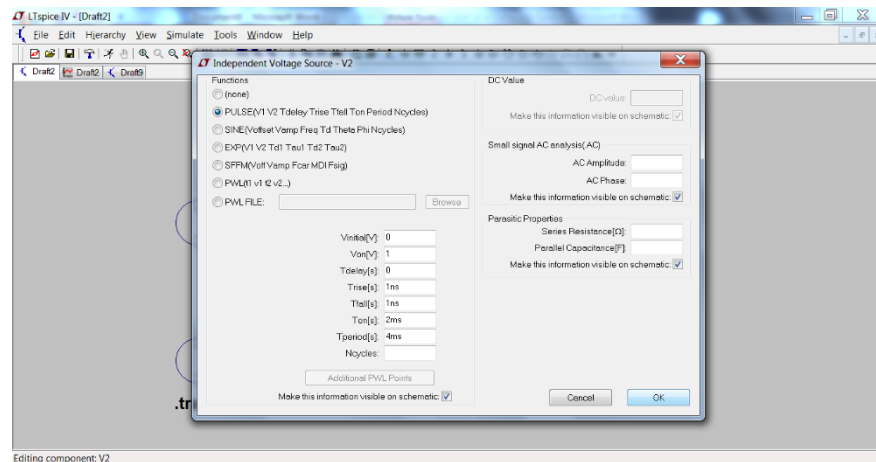 LTspice IV - [Draft2]
File Edit Hierarchy View Simulate Tools Window Help
Draft2 Draft2 Draft9
Independent Voltage Source - V2
Functions
(none)
PULSE(V1 V2 Tdelay Trise Tfall Ton Period Ncycles)
SINE(Voffset Vamp Freq Td Theta Phi Ncycles)
EXP(V1 V2 Td1 Tau1 Td2 Tau2)
SFFM(Voff Vamp Fcar MDI Fsig)
PWL(t1 v1 t2 v2...)
PWL FILE: Browse
Vinitial[V]: 0
Von[V]: 1
Tdelay[s]: 0
Trise[s]: 1ns
Tfall[s]: 1ns
Ton[s]: 2ms
Tperiod[s]: 4ms
Ncycles:
Additional PWL Points
Make this information visible on schematic:
DC Value
DC value:
Make this information visible on schematic:
Small signal AC analysis(.AC)
AC Amplitude:
AC Phase:
Make this information visible on schematic:
Parasitic Properties
Series Resistance[Ω]:
Parallel Capacitance[F]:
Make this information visible on schematic:
Cancel OK
.tr
Editing component: V2